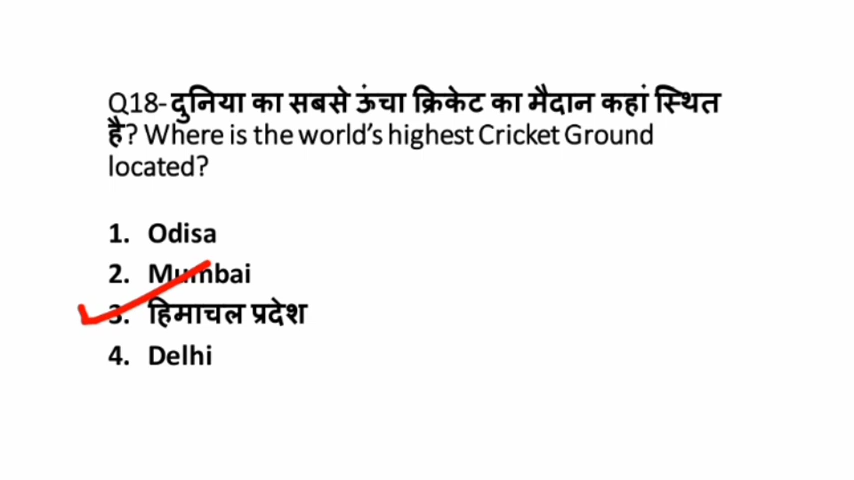 Q18-दुनिया का सबसे ऊंचा क्रिकेट का मैदान कहां स्थित
है? Where is the world's highest Cricket Ground
located?
1. Odisa
2. Mumbai
3. हिमाचल प्रदेश
4. Delhi